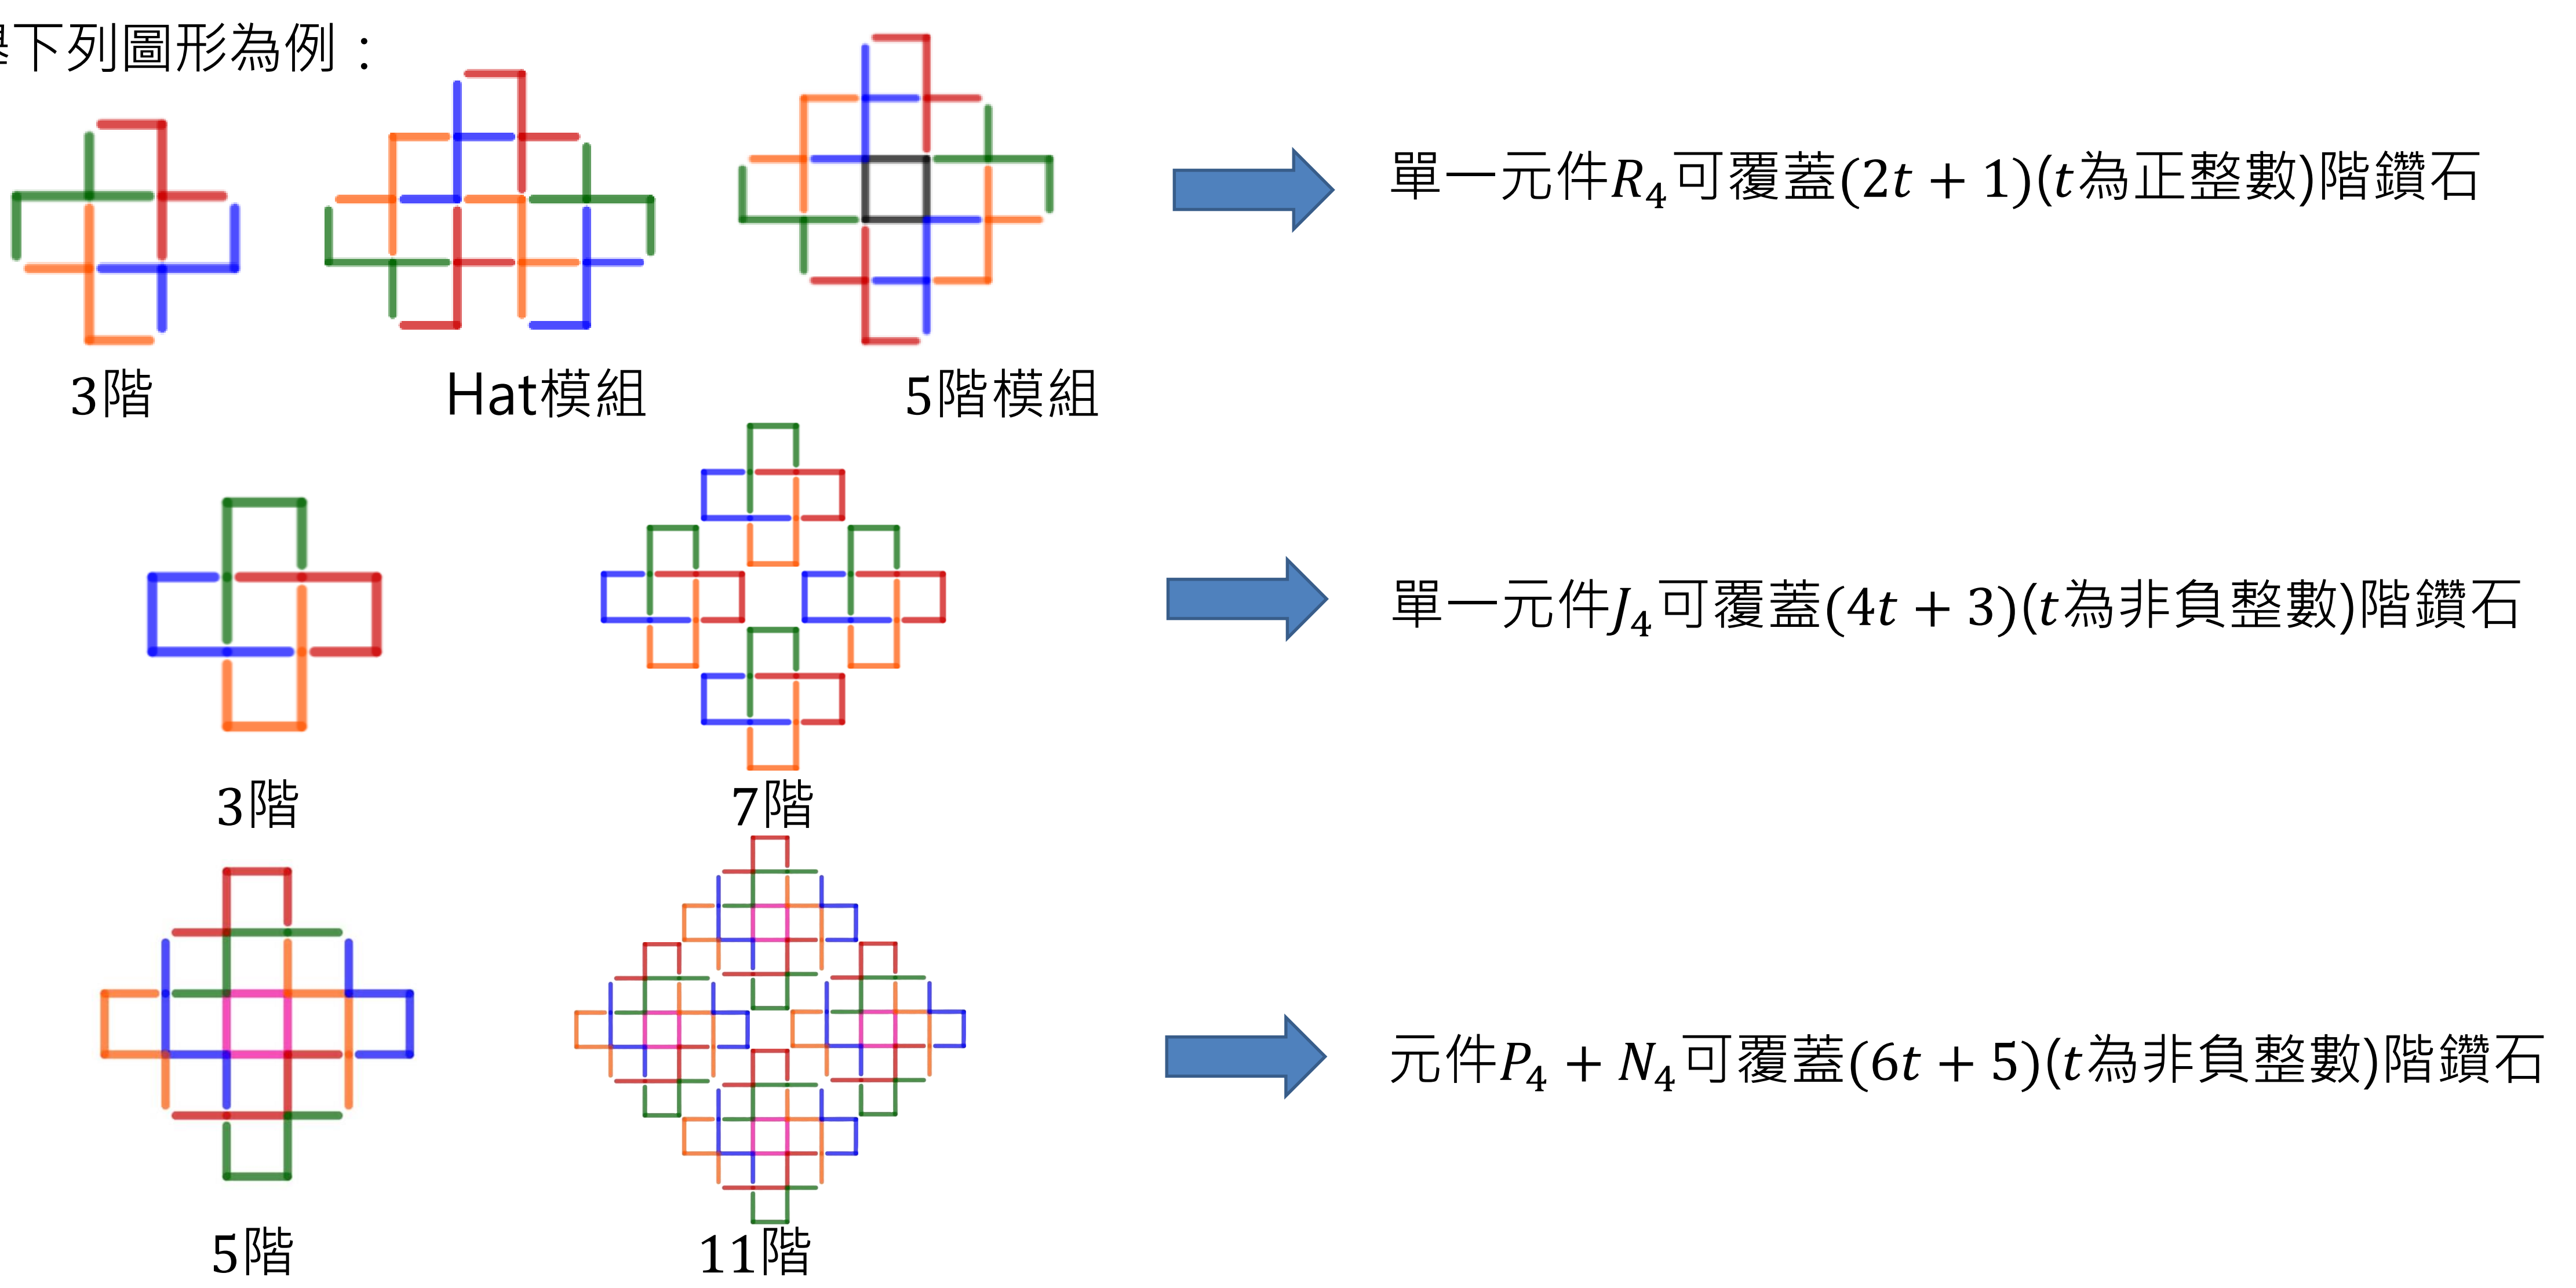 下列圖形為例：
3階
Hat模組
5階模組
單一元件R₄可覆蓋(2t + 1)(t為正整數)階鑽石
3階
7階
單一元件J₄可覆蓋(4t + 3)(t為非負整數)階鑽石
5階
11階
元件P₄ + N₄可覆蓋(6t + 5)(t為非負整數)階鑽石